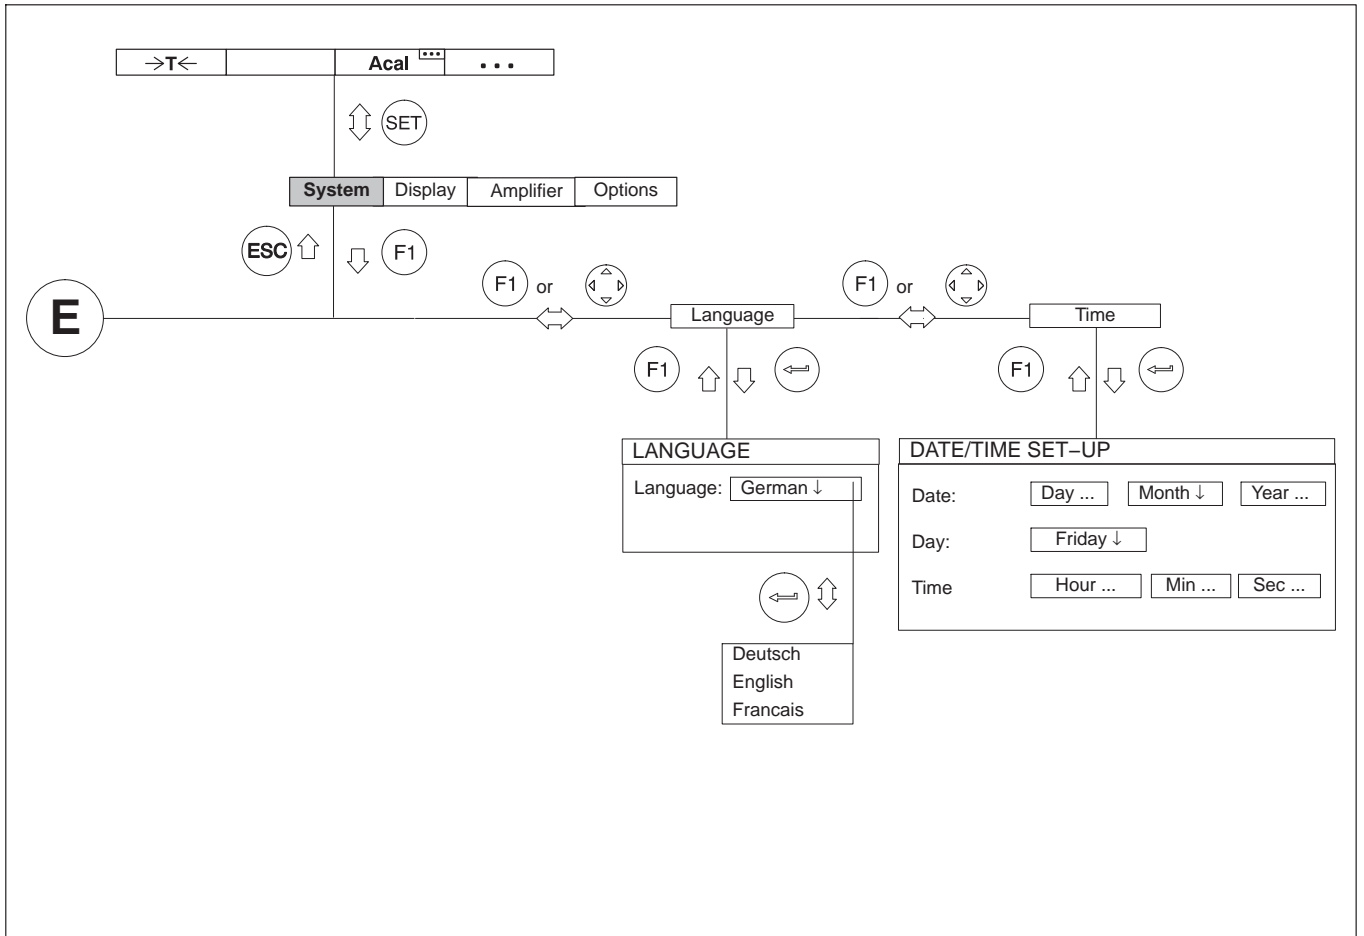 →T← Acal ... ...
SET
System Display Amplifier Options
ESC F1
E
F1 or
F1 or
Language Time
F1
F1
LANGUAGE
Language: German ↓
Deutsch
English
Francais
DATE/TIME SET–UP
Date: Day ... Month ↓ Year ...
Day: Friday ↓
Time Hour ... Min ... Sec ...